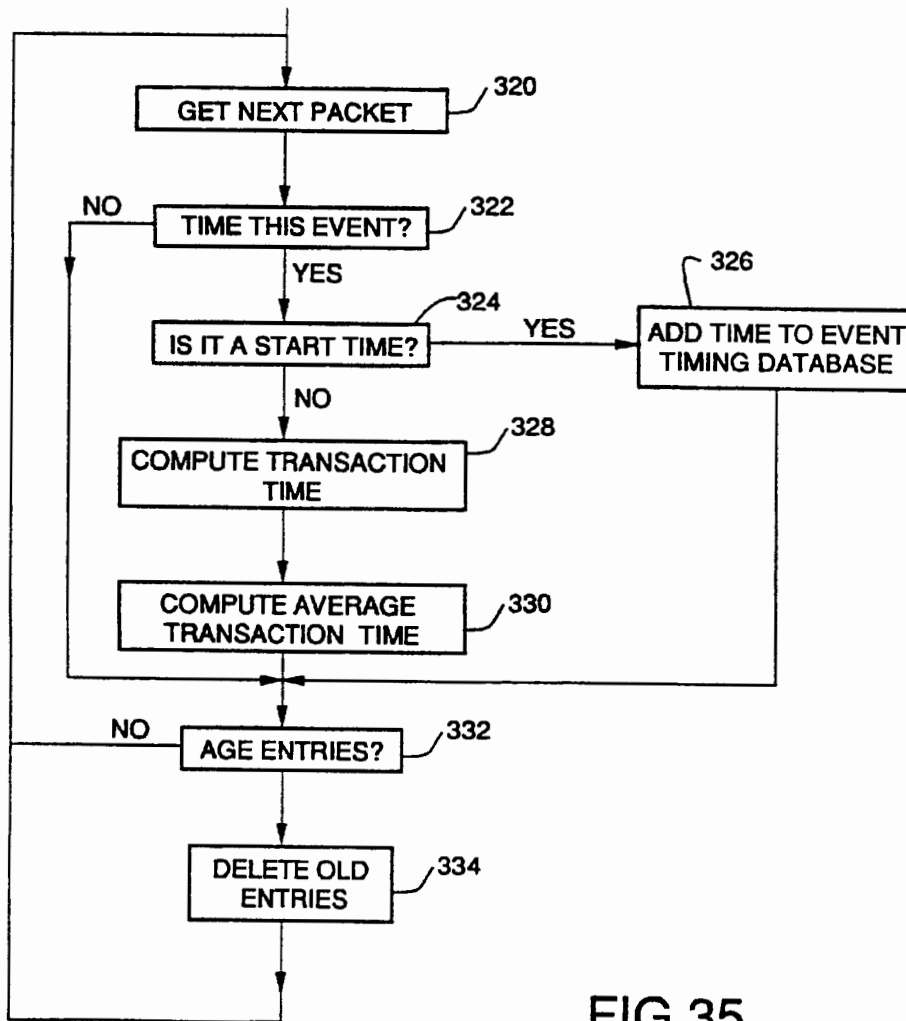 GET NEXT PACKET
320
NO
TIME THIS EVENT?
322
YES
324
IS IT A START TIME?
YES
326
ADD TIME TO EVENT
TIMING DATABASE
NO
328
COMPUTE TRANSACTION
TIME
COMPUTE AVERAGE
TRANSACTION TIME
330
NO
AGE ENTRIES?
332
DELETE OLD
ENTRIES
334
FIG.35